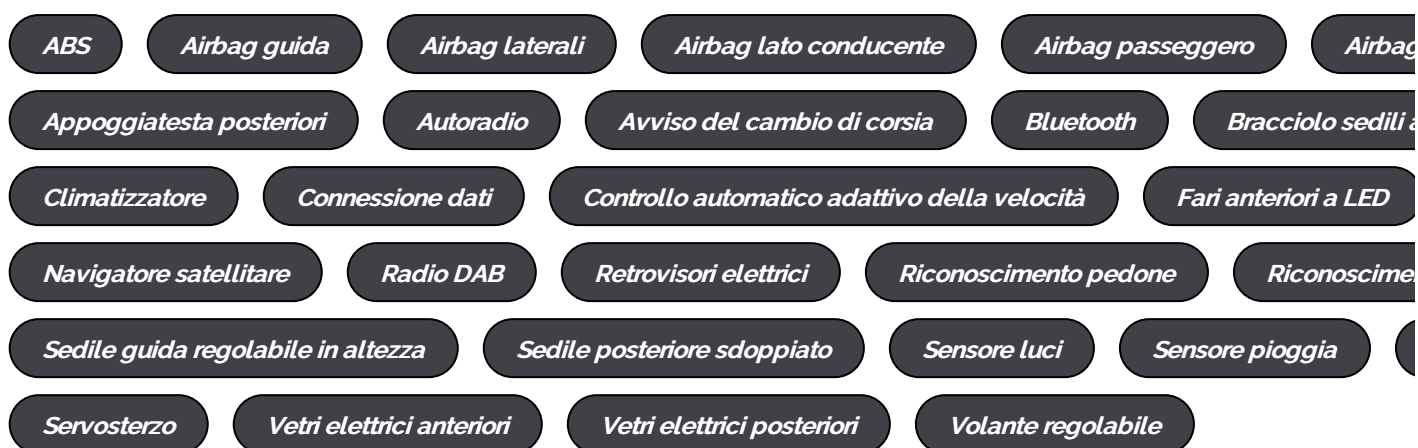 ABS Airbag guida Airbag laterali Airbag lato conducente Airbag passeggero Airbag
Appoggiatesta posteriori Autoradio Avviso del cambio di corsia Bluetooth Bracciolo sedili
Climatizzatore Connessione dati Controllo automatico adattivo della velocità Fari anteriori a LED
Navigatore satellitare Radio DAB Retrovisori elettrici Riconoscimento pedone
Sedile guida regolabile in altezza Sedile posteriore sdoppiato Sensore luci Sensore pioggia
Servosterzo Vetri elettrici anteriori Vetri elettrici posteriori Volante regolabile